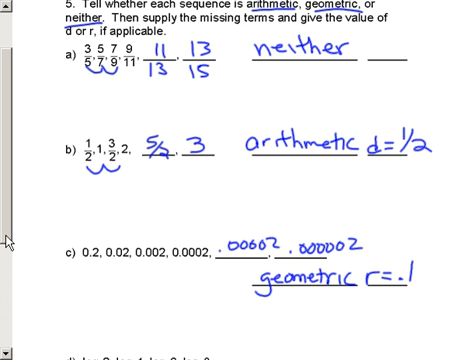 5. Tell whether each sequence is arithmetic, geometric, or
neither. Then supply the missing terms and give the value of
d or r, if applicable.
a) 3/5, 5/7, 7/9, 9/11, 11/13, 13/15 neither
b) 1/2, 1, 3/2, 2, 5/2, 3 arithmetic d=1/2
c) 0.2, 0.02, 0.002, 0.0002, .00002, .000002
geometric r=.1